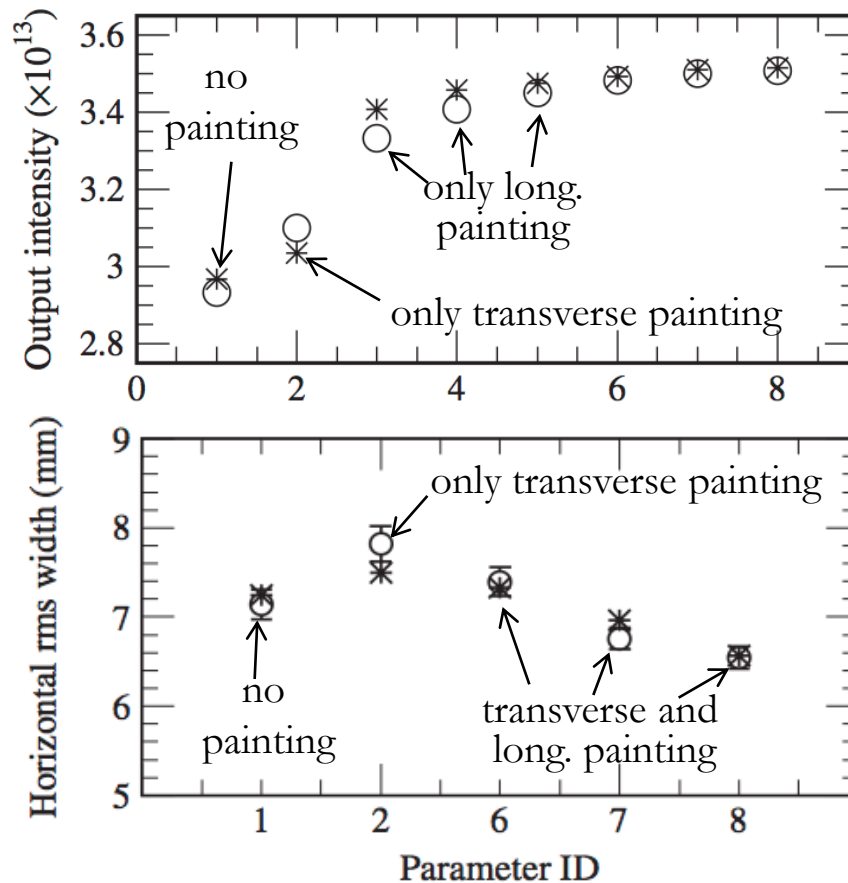 Output intensity (×10^13)
3.6
3.4
3.2
3
2.8
0
2
4
6
8
no
painting
only long.
painting
only transverse painting
Horizontal rms width (mm)
9
8
7
6
5
1
2
6
7
8
only transverse painting
no
painting
transverse and
long. painting
Parameter ID